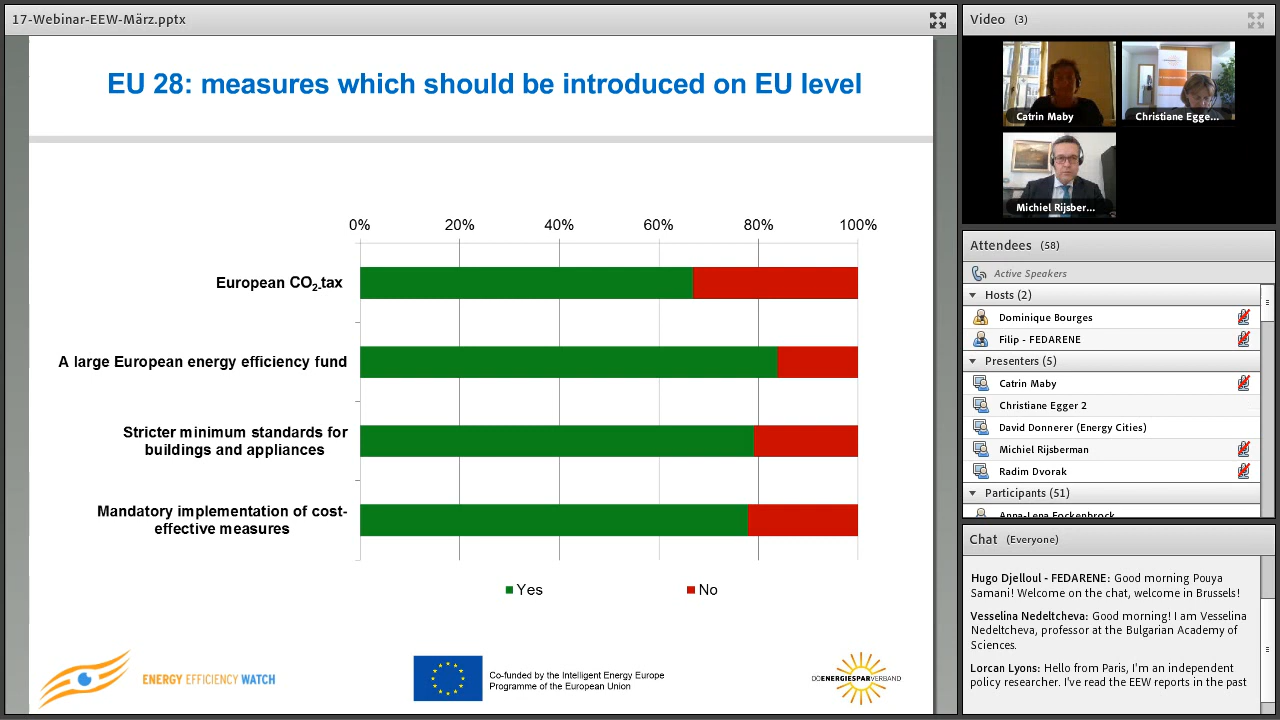 17-Webinar-EEW-März.pptx
EU 28: measures which should be introduced on EU level
0% 20% 40% 60% 80% 100%
European CO₂ tax
A large European energy efficiency fund
Stricter minimum standards for
buildings and appliances
Mandatory implementation of cost-
effective measures
Yes No
ENERGY EFFICIENCY WATCH
Co-funded by the Intelligent Energy Europe
Programme of the European Union
OÖENERGIESPARVERBAND
Video (3)
Catrin Maby
Christiane Egge...
Michiel Rijsber...
Attendees (58)
Active Speakers
Hosts (2)
Dominique Bourges
Filip - FEDARENE
Presenters (5)
Catrin Maby
Christiane Egger 2
David Donnerer (Energy Cities)
Michiel Rijsberman
Radim Dvorak
Participants (51)
Anna-Lena Fockenbrock
Chat (Everyone)
Hugo Djelloul - FEDARENE: Good morning Pouya
Samani! Welcome on the chat, welcome in Brussels!
Vesselina Nedeltcheva: Good morning! I am Vesselina
Nedeltcheva, professor at the Bulgarian Academy of
Sciences.
Lorcan Lyons: Hello from Paris, I'm an independent
policy researcher. I've read the EEW reports in the past